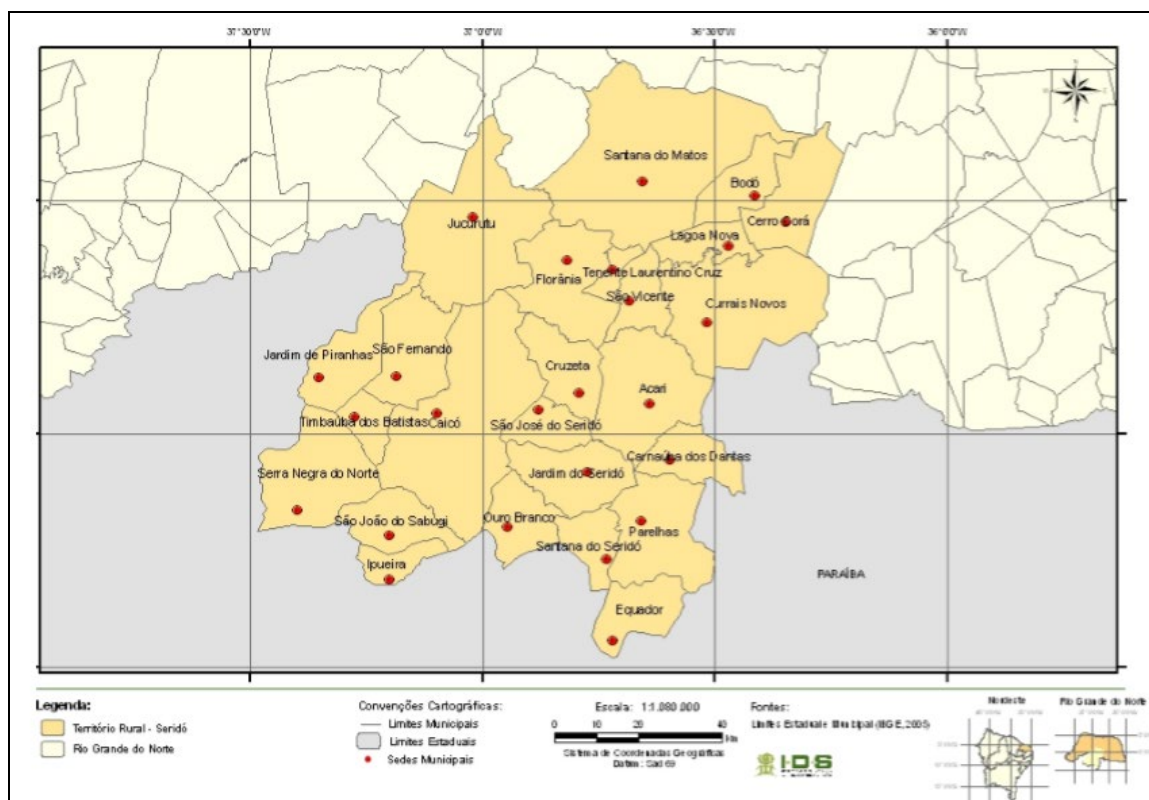 37°30'0"W 37°0'0"W 36°30'0"W 36°0'0"W
Santana do Matos
Bodó
Jucurutu
Cerro Corá
Lagoa Nova
Florânia
Tenente Laurentino Cruz
São Vicente
Currais Novos
Jardim de Piranhas
São Fernando
Cruzeta
Acari
Timbaúba dos Batistas
Caicó
São José do Seridó
Carnaúba dos Dantas
Serra Negra do Norte
Jardim do Seridó
São João do Sabugi
Ouro Branco
Parelhas
Santana do Seridó
Ipueira
PARAÍBA
Equador
Legenda:
Território Rural - Seridó
Rio Grande do Norte
Convenções Cartográficas:
Limites Municipais
Limites Estaduais
Sedes Municipais
Escala: 1:1.080.000
0 10 20 40
km
Sistema de Coordenadas Geográficas
Datum: Sad 69
Fontes:
Limites Estadual e Municipal (IBGE, 2005)
IDS
Nordeste
Rio Grande do Norte